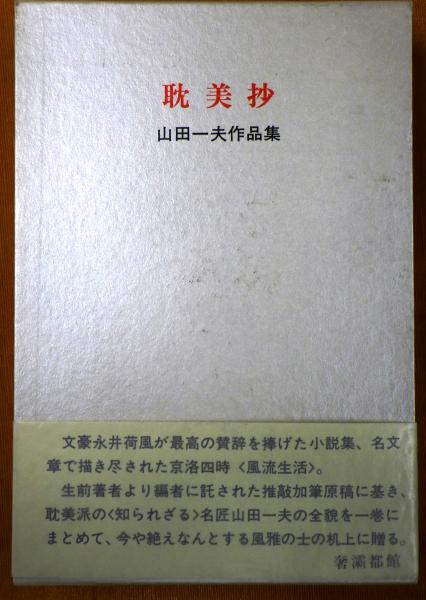 耽美抄
山田一夫作品集
文豪永井荷風が最高の賛辞を捧げた小説集、名文
章で描き尽された京洛四時〈風流生活〉。
生前著者より編者に託された推敲加筆原稿に基き、
耽美派の〈知られざる〉名匠山田一夫の全貌を一巻に
まとめて、今や絶えなんとする風雅の士の机上に贈る。
奢灞都館